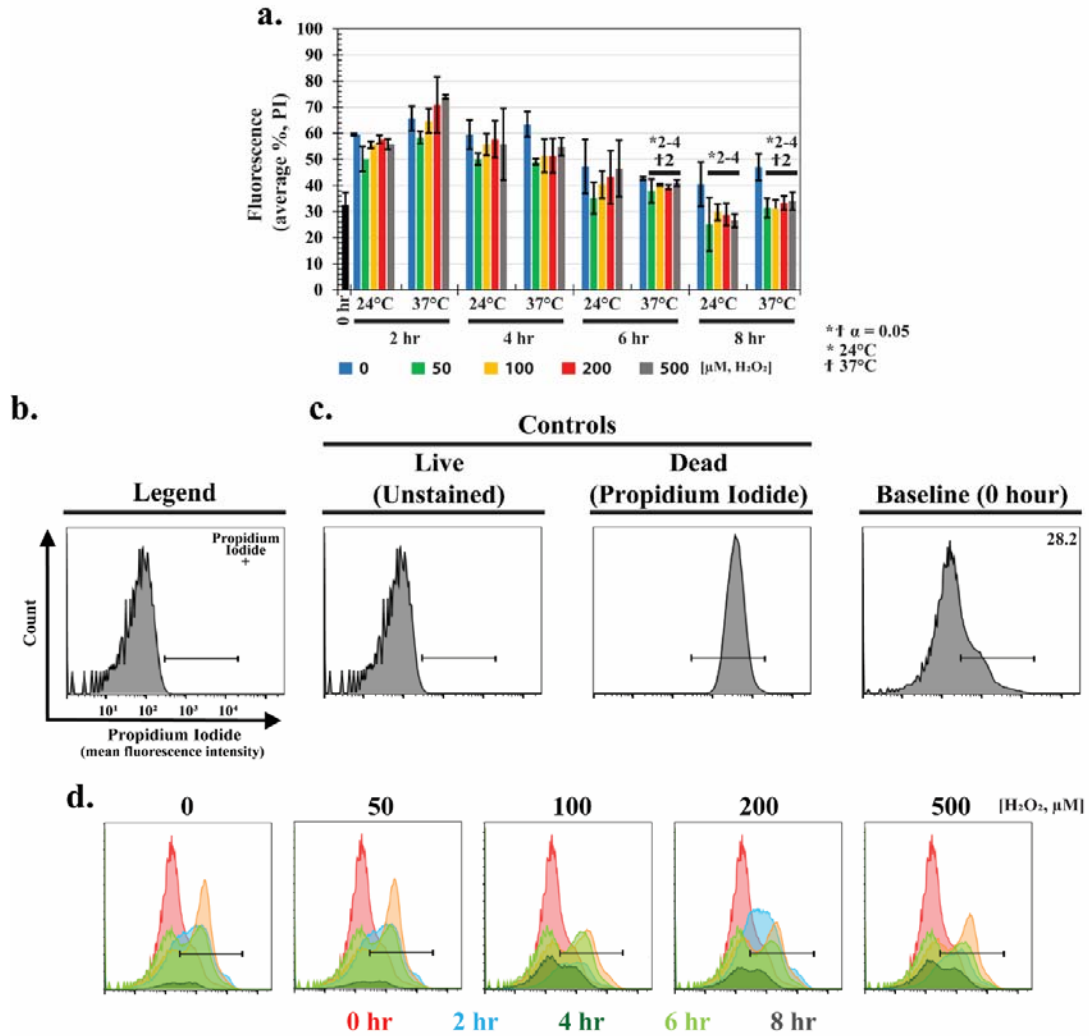 a.
Fluorescence
(average %, PI)
100
90
80
70
60
50
40
30
20
10
0
*2-4
‡2
*2-4
*2-4
‡2
0 hr
24°C 37°C 24°C 37°C 24°C 37°C 24°C 37°C
2 hr 4 hr 6 hr 8 hr
*‡ α = 0.05
* 24°C
‡ 37°C
0 50 100 200 500 [µM, H₂O₂]
b.
c.
Controls
Legend
Live
(Unstained)
Dead
(Propidium Iodide)
Baseline (0 hour)
Propidium
Iodide
+
28.2
Count
10¹ 10² 10³ 10⁴
Propidium Iodide
(mean fluorescence intensity)
d.
0 50 100 200 500 [H₂O₂, µM]
0 hr 2 hr 4 hr 6 hr 8 hr